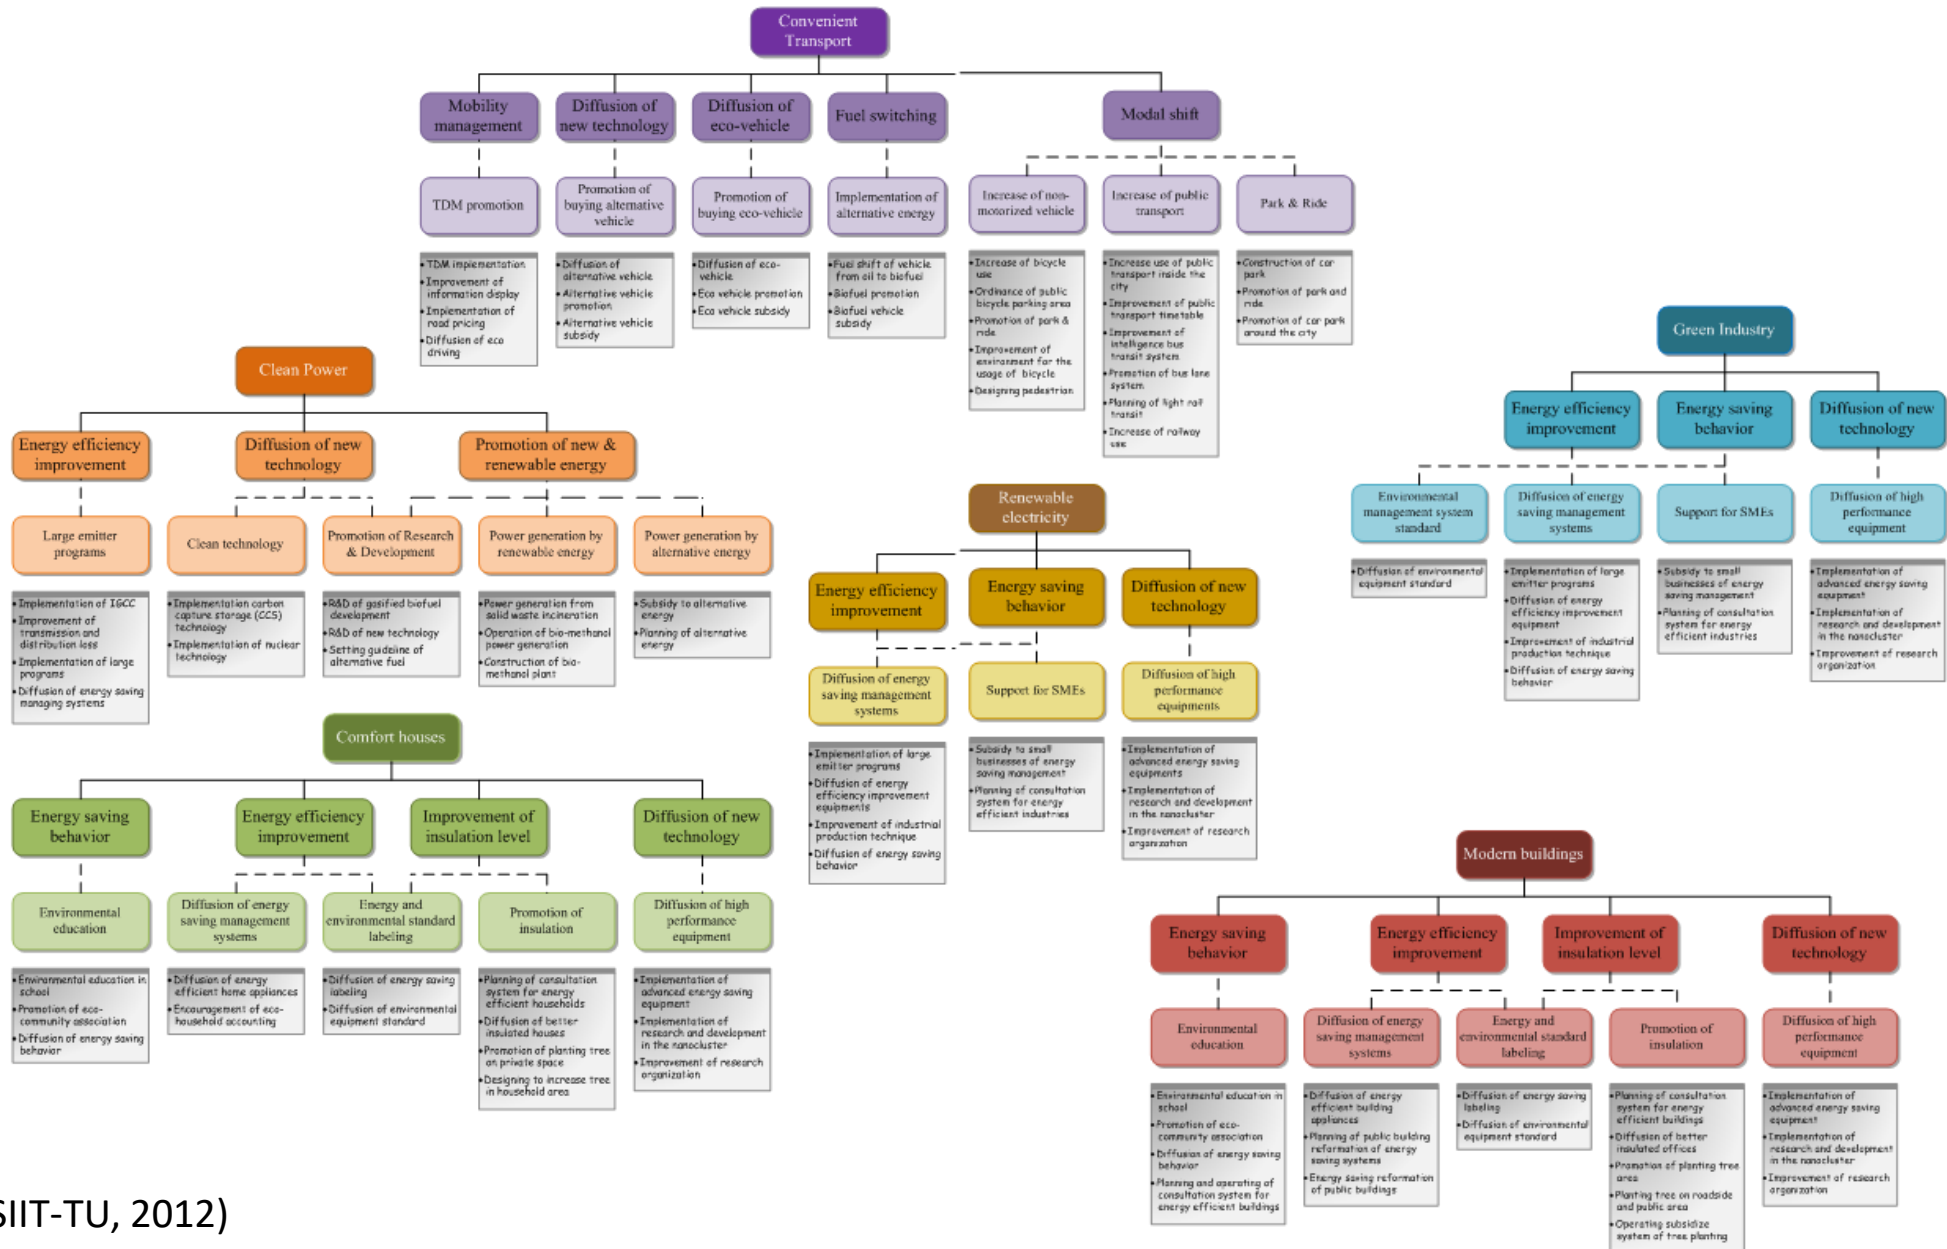 Convenient
Transport
Mobility
management
Diffusion of
new technology
Diffusion of
eco-vehicle
Fuel switching
Modal shift
TDM promotion
Promotion of
buying alternative
vehicle
Promotion of
buying eco-vehicle
Implementation of
alternative energy
Increase of non-
motorized vehicle
Increase of public
transport
Park & Ride
•TDM implementation
•Improvement of
information display
•Implementation of
road pricing
•Diffusion of eco
driving
•Diffusion of
alternative vehicle
•Alternative vehicle
promotion
•Alternative vehicle
subsidy
•Diffusion of eco-
vehicle
•Eco vehicle promotion
•Eco vehicle subsidy
•Fuel shift of vehicle
from oil to biofuel
•Biofuel promotion
•Biofuel vehicle
subsidy
•Increase of bicycle
use
•Ordinance of public
bicycle parking area
•Promotion of park &
ride
•Improvement of
environment for the
usage of bicycle
•Designing pedestrian
•Increase use of public
transport inside the
city
•Improvement of public
transport timetable
•Improvement of
intelligence bus
transit system
•Promotion of bus lane
system
•Planning of light rail
transit
•Increase of railway
use
•Construction of car
park
•Promotion of park and
ride
•Promotion of car park
around the city
Clean Power
Energy efficiency
improvement
Diffusion of new
technology
Promotion of new &
renewable energy
Large emitter
programs
Clean technology
Promotion of Research
& Development
Power generation by
renewable energy
Power generation by
alternative energy
•Implementation of IGCC
•Improvement of
transmission and
distribution loss
•Implementation of large
programs
•Diffusion of energy saving
managing systems
•Implementation carbon
capture storage (CCS)
technology
•Implementation of nuclear
technology
•R&D of gasified biofuel
development
•R&D of new technology
•Setting guideline of
alternative fuel
•Power generation from
solid waste incineration
•Operation of bio-methanol
power generation
•Construction of bio-
methanol plant
•Subsidy to alternative
energy
•Planning of alternative
energy
Green Industry
Energy efficiency
improvement
Energy saving
behavior
Diffusion of new
technology
Environmental
management system
standard
Diffusion of energy
saving management
systems
Support for SMEs
Diffusion of high
performance
equipment
•Diffusion of environmental
equipment standard
•Implementation of large
emitter programs
•Diffusion of energy
efficiency improvement
equipment
•Improvement of industrial
production technique
•Diffusion of energy saving
behavior
•Subsidy to small
businesses of energy
saving management
•Planning of consultation
system for energy
efficient industries
•Implementation of
advanced energy saving
equipment
•Implementation of
research and development
in the nanocluster
•Improvement of research
organization
Renewable
electricity
Energy efficiency
improvement
Energy saving
behavior
Diffusion of new
technology
Diffusion of energy
saving management
systems
Support for SMEs
Diffusion of high
performance
equipments
•Implementation of large
emitter programs
•Diffusion of energy
efficiency improvement
equipments
•Improvement of industrial
production technique
•Diffusion of energy saving
behavior
•Subsidy to small
businesses of energy
saving management
•Planning of consultation
system for energy
efficient industries
•Implementation of
advanced energy saving
equipments
•Implementation of
research and development
in the nanocluster
•Improvement of research
organization
Comfort houses
Energy saving
behavior
Energy efficiency
improvement
Improvement of
insulation level
Diffusion of new
technology
Environmental
education
Diffusion of energy
saving management
systems
Energy and
environmental standard
labeling
Promotion of
insulation
Diffusion of high
performance
equipment
•Environmental education in
school
•Promotion of eco-
community association
•Diffusion of energy saving
behavior
•Diffusion of energy
efficient home appliances
•Encouragement of eco-
household accounting
•Diffusion of energy saving
labeling
•Diffusion of environmental
equipment standard
•Planning of consultation
system for energy
efficient households
•Diffusion of better
insulated houses
•Promotion of planting tree
on private space
•Designing to increase tree
in household area
•Implementation of
advanced energy saving
equipment
•Implementation of
research and development
in the nanocluster
•Improvement of research
organization
Modern buildings
Energy saving
behavior
Energy efficiency
improvement
Improvement of
insulation level
Diffusion of new
technology
Environmental
education
Diffusion of energy
saving management
systems
Energy and
environmental standard
labeling
Promotion of
insulation
Diffusion of high
performance
equipment
•Environmental education in
school
•Promotion of eco-
community association
•Diffusion of energy saving
behavior
•Planning and operating of
consultation system for
energy efficient buildings
•Diffusion of energy
efficient building
appliances
•Planning of public building
reformation of energy
saving systems
•Energy saving reformation
of public buildings
•Diffusion of energy saving
labeling
•Diffusion of environmental
equipment standard
•Planning of consultation
system for energy
efficient buildings
•Diffusion of better
insulated offices
•Promotion of planting tree
area
•Planting tree on roadside
and public area
•Operating subsidize
system of tree planting
•Implementation of
advanced energy saving
equipment
•Implementation of
research and development
in the nanocluster
•Improvement of research
organization
SIIT-TU, 2012)